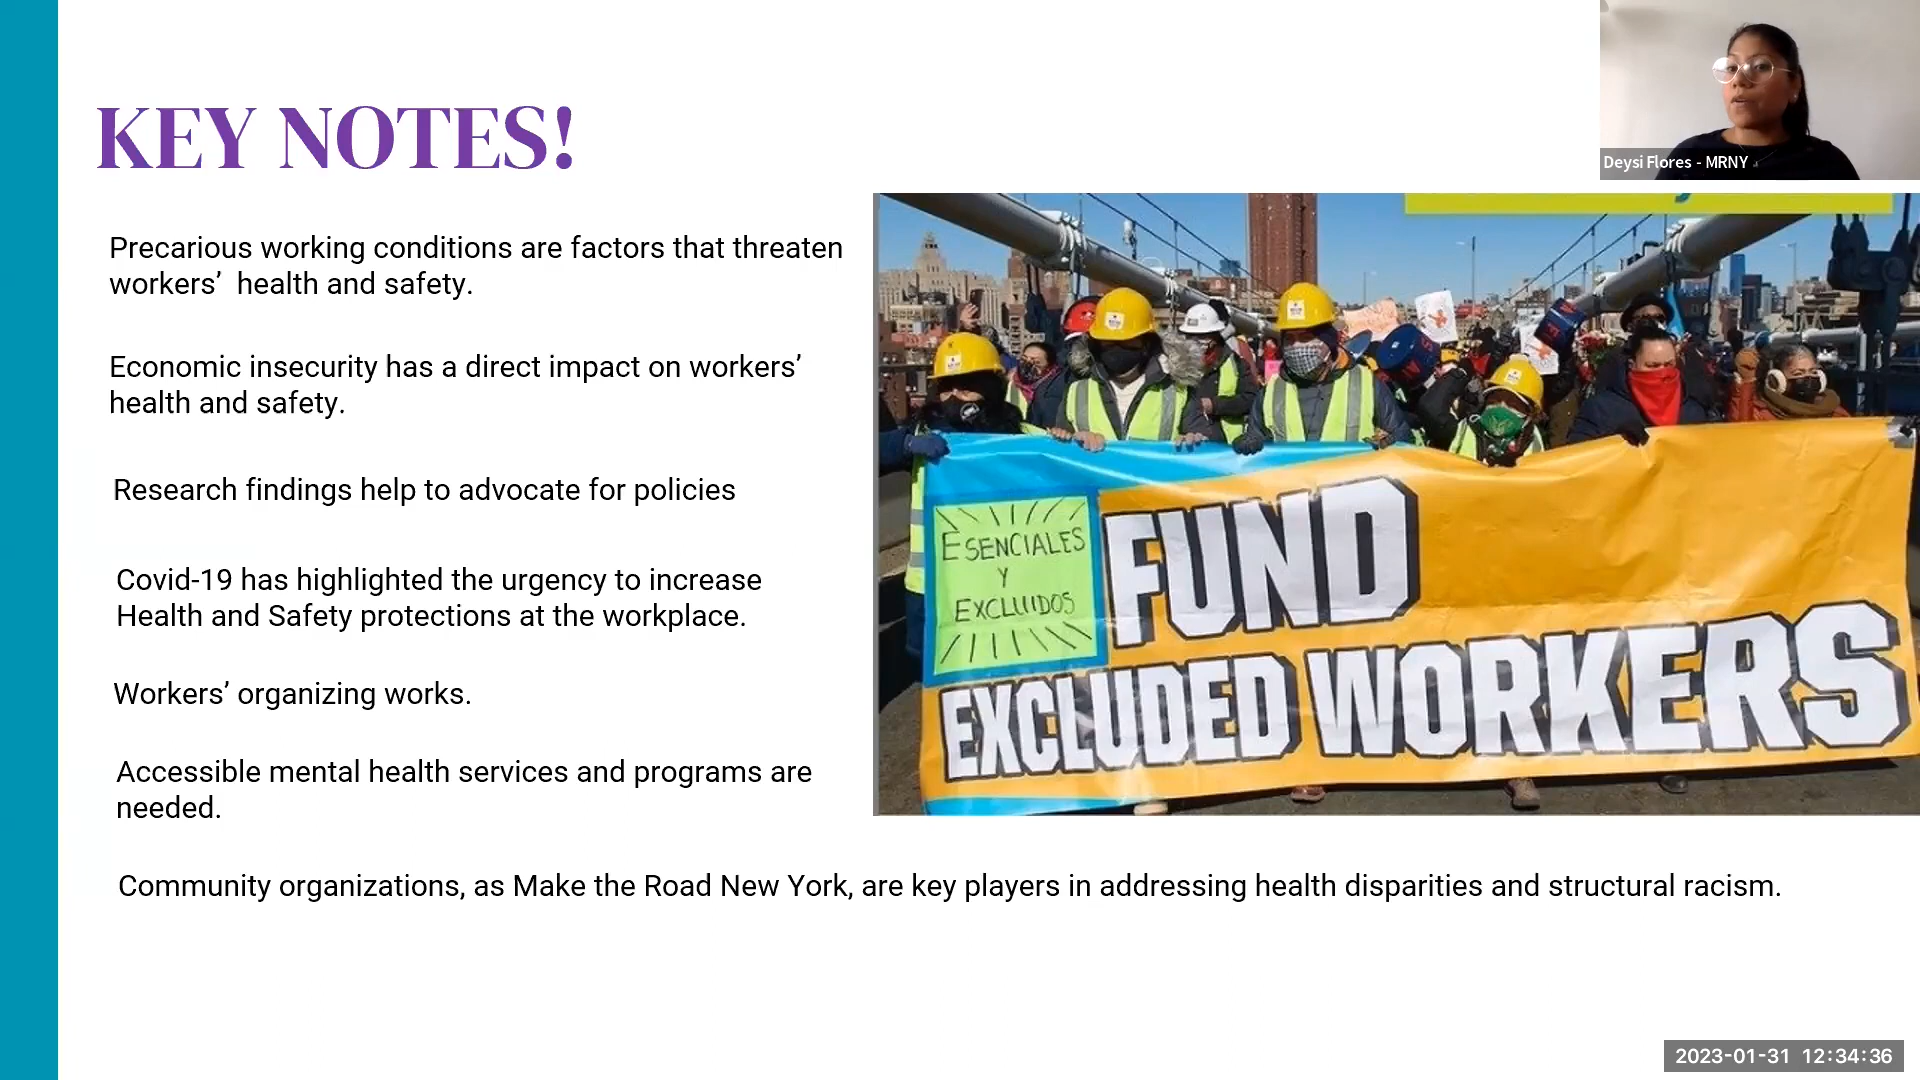 KEY NOTES!
Deysi Flores - MRNY
Precarious working conditions are factors that threaten
workers’  health and safety.
Economic insecurity has a direct impact on workers’
health and safety.
Research findings help to advocate for policies
Covid-19 has highlighted the urgency to increase
Health and Safety protections at the workplace.
Workers’ organizing works.
Accessible mental health services and programs are
needed.
Community organizations, as Make the Road New York, are key players in addressing health disparities and structural racism.
ESENCIALES
Y
EXCLUIDOS
FUND
EXCLUDED WORKERS
2023-01-31 12:34:36